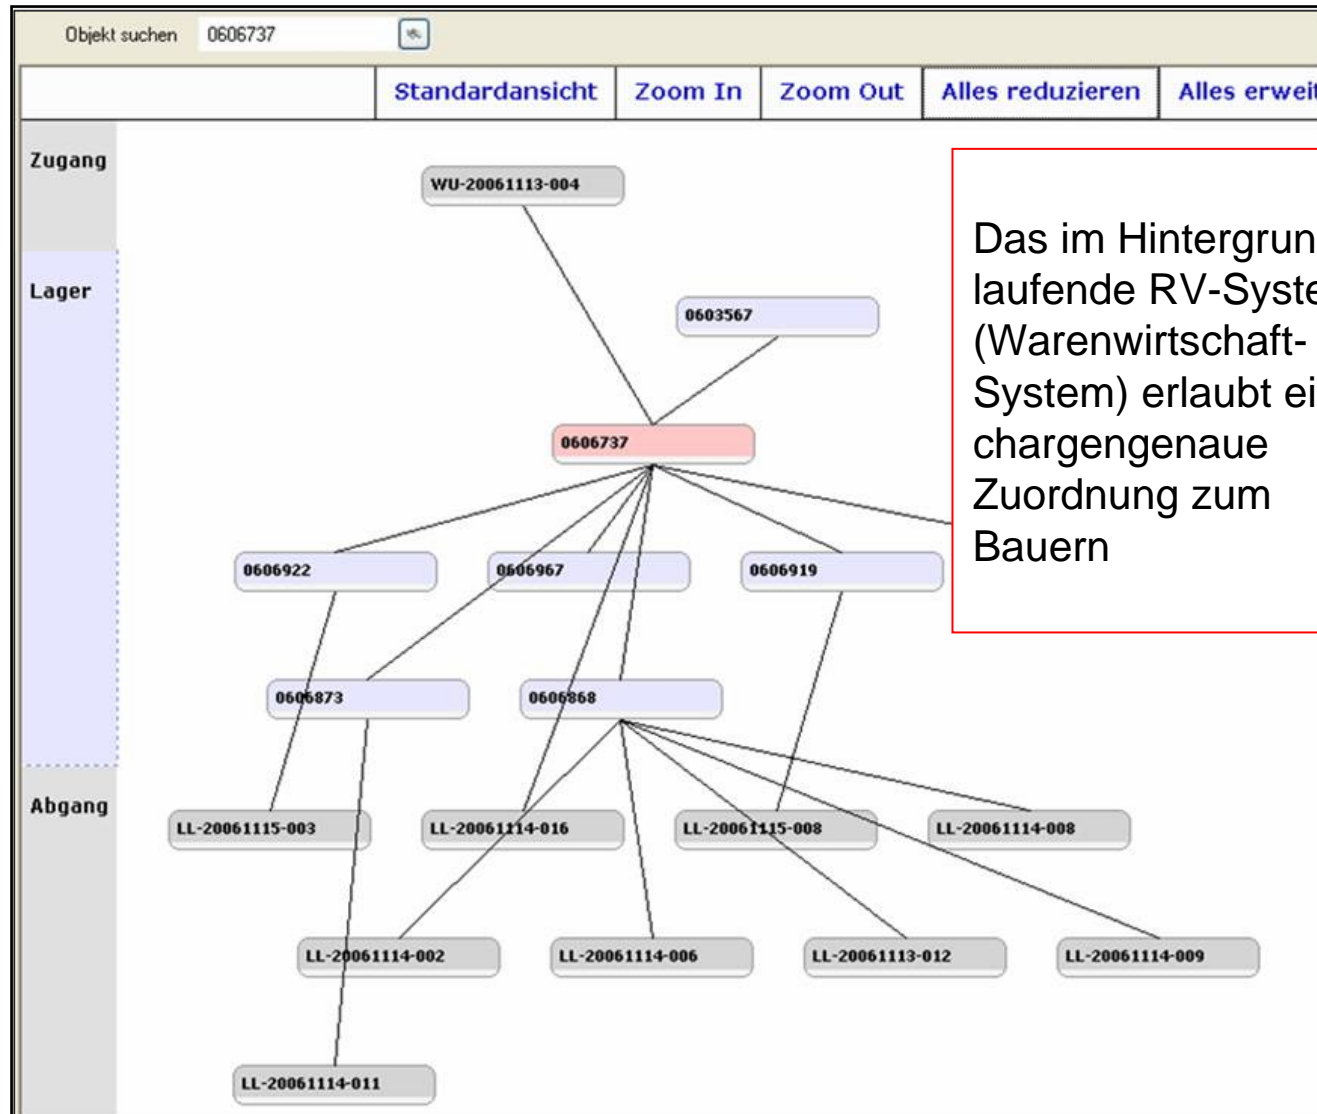 Objekt suchen 0606737
Standardansicht Zoom In Zoom Out Alles reduzieren Alles erweit
Zugang
WU-20061113-004
Das im Hintergrun
laufende RV-Syste
(Warenwirtschaft-
System) erlaubt ei
chargengenaue
Zuordnung zum
Bauern
Lager
0603567
0606737
0606922 0606967 0606919
0606873 0606868
Abgang
LL-20061115-003 LL-20061114-016 LL-20061115-008 LL-20061114-008
LL-20061114-002 LL-20061114-006 LL-20061113-012 LL-20061114-009
LL-20061114-011